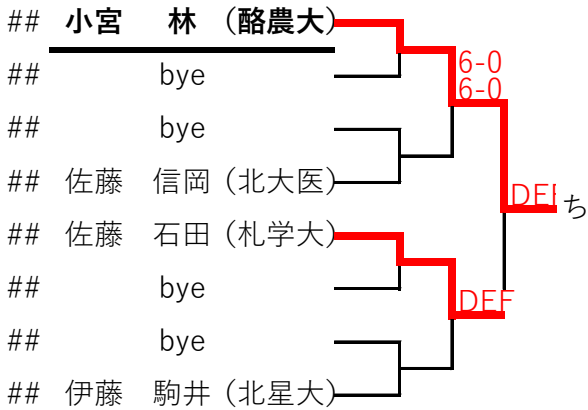 ## 小宮 林 (酪農大)
6-0
## bye
6-0
## bye
## 佐藤 信岡 (北大医)
DEF ち
## 佐藤 石田 (札学大)
## bye
DEF
## bye
## 伊藤 駒井 (北星大)